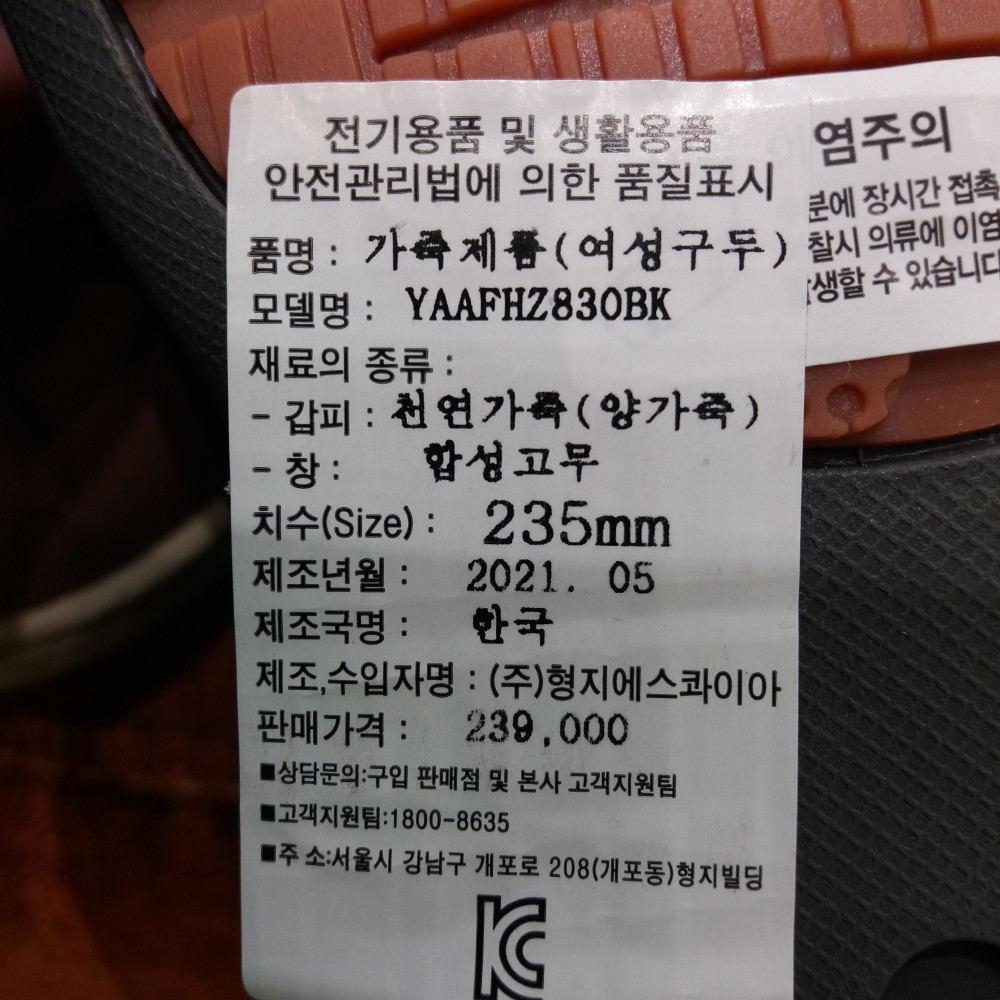 전기용품 및 생활용품
안전관리법에 의한 품질표시
품명 : 가죽제품(여성구두)
모델명 : YAAFHZ830BK
재료의 종류 :
- 갑피 : 천연가죽(양가죽)
- 창 : 합성고무
치수(Size) : 235mm
제조년월 : 2021. 05
제조국명 : 한국
제조,수입자명 : (주)형지에스콰이아
판매가격 : 239,000
■상담문의:구입 판매점 및 본사 고객지원팀
■고객지원팀:1800-8635
■주 소:서울시 강남구 개포로 208(개포동)형지빌딩
KC
염주의
분에 장시간 접촉
찰시 의류에 이염
생할 수 있습니다